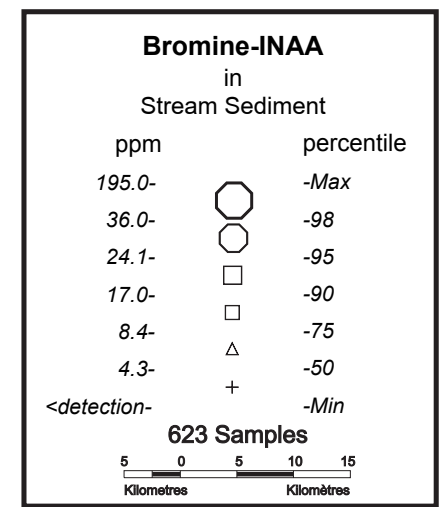 Bromine-INAA
in
Stream Sediment
ppm percentile
195.0- -Max
36.0- -98
24.1- -95
17.0- -90
8.4- -75
4.3- -50
<detection- -Min
623 Samples
5 0 5 10 15
Kilometres Kilomètres